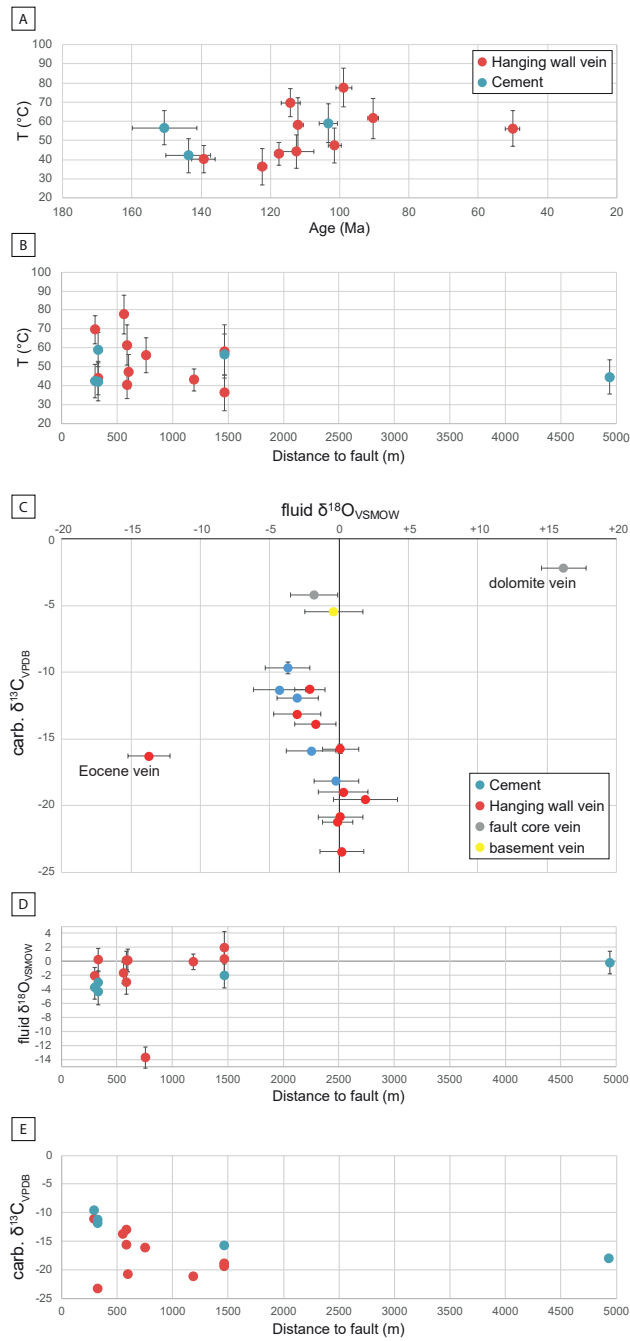 A
100
90
80
70
60
50
40
30
20
T (°C)
Hanging wall vein
Cement
180 160 140 120 100 80 60 40 20
Age (Ma)
B
100
90
80
70
60
50
40
30
20
T (°C)
0 500 1000 1500 2000 2500 3000 3500 4000 4500 5000
Distance to fault (m)
C
fluid δ18OVSMOW
-20 -15 -10 -5 0 +5 +10 +15 +20
0
-5
-10
-15
-20
-25
carb. δ13CVPDB
dolomite vein
Eocene vein
Cement
Hanging wall vein
fault core vein
basement vein
D
4
2
0
-2
-4
-6
-8
-10
-12
-14
fluid δ18OVSMOW
0 500 1000 1500 2000 2500 3000 3500 4000 4500 5000
Distance to fault (m)
E
0
-5
-10
-15
-20
-25
carb. δ13CVPDB
0 500 1000 1500 2000 2500 3000 3500 4000 4500 5000
Distance to fault (m)